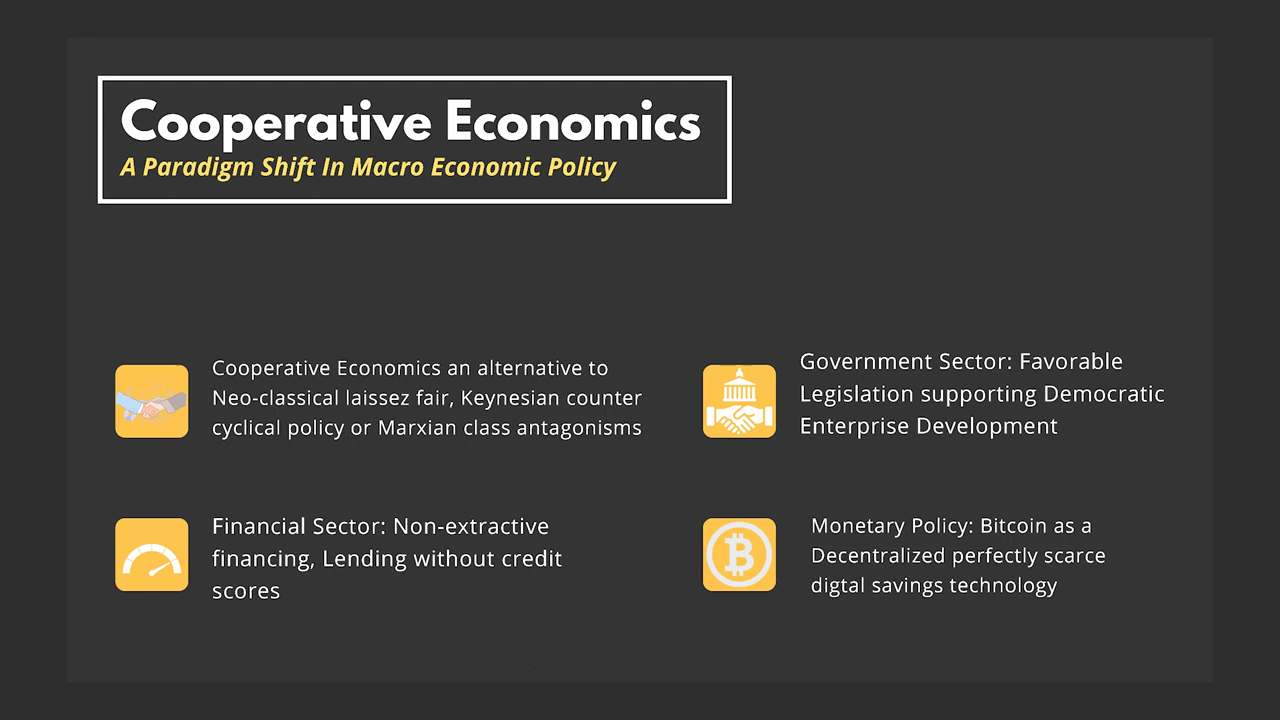 Cooperative Economics
A Paradigm Shift In Macro Economic Policy
Cooperative Economics an alternative to
Neo-classical laissez fair, Keynesian counter
cyclical policy or Marxian class antagonisms
Government Sector: Favorable
Legislation supporting Democratic
Enterprise Development
Financial Sector: Non-extractive
financing, Lending without credit
scores
Monetary Policy: Bitcoin as a
Decentralized perfectly scarce
digtal savings technology